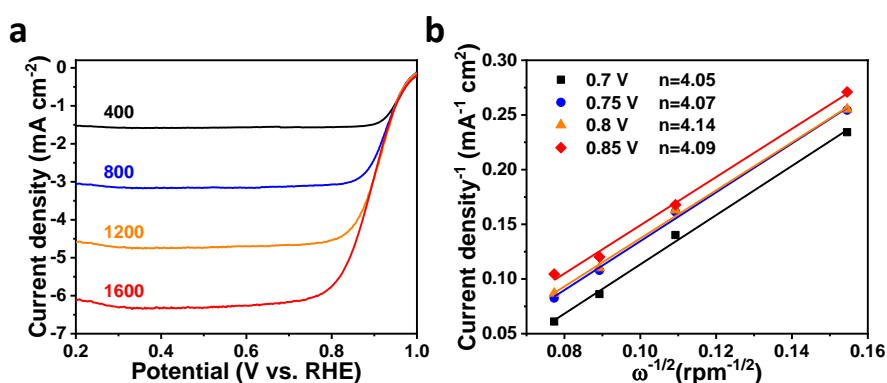 a
0
-1
-2
-3
-4
-5
-6
-7
400
800
1200
1600
0.2 0.4 0.6 0.8 1.0
Potential (V vs. RHE)
Current density (mA cm⁻²)
b
0.30
0.25
0.20
0.15
0.10
0.05
0.7 V n=4.05
0.75 V n=4.07
0.8 V n=4.14
0.85 V n=4.09
0.08 0.10 0.12 0.14 0.16
ω⁻¹/²(rpm⁻¹/²)
Current density⁻¹ (mA⁻¹ cm²)